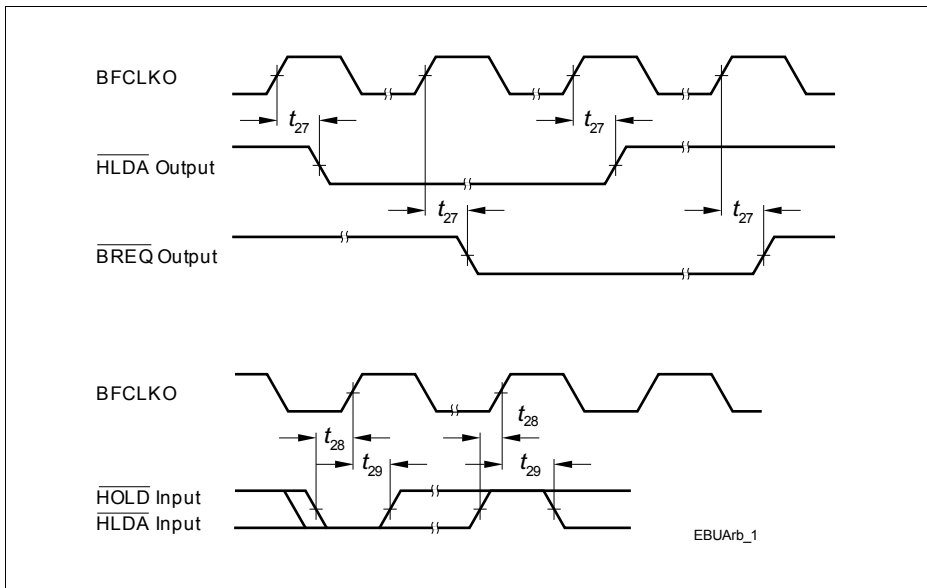 BFCLKO
t27 t27
HLDA Output
t27 t27
BREQ Output
BFCLKO
t28
t28
t29 t29
HOLD Input
HLDA Input
EBUArb_1